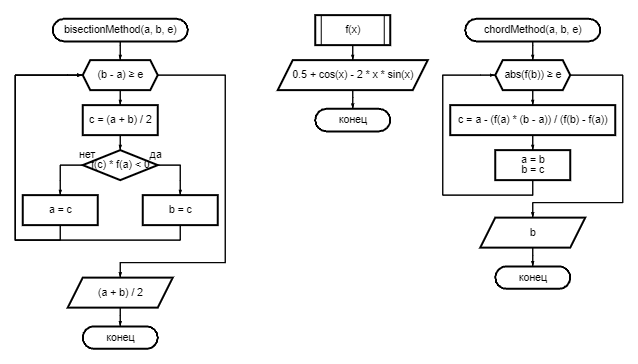 bisectionMethod(a, b, e)
(b - a) ≥ e
c = (a + b) / 2
нет
да
f(c) * f(a) < 0
a = c
b = c
(a + b) / 2
конец
f(x)
0.5 + cos(x) - 2 * x * sin(x)
конец
chordMethod(a, b, e)
abs(f(b)) ≥ e
c = a - (f(a) * (b - a)) / (f(b) - f(a))
a = b
b = c
b
конец